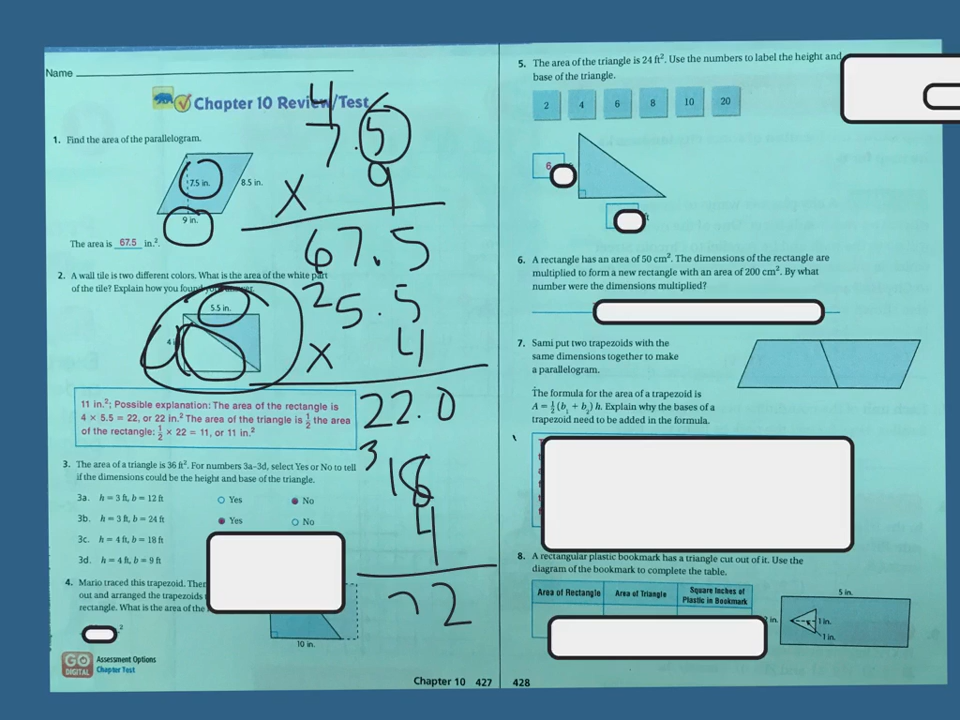 Name
Chapter 10 Review/Test
1. Find the area of the parallelogram.
7.5 in.
8.5 in.
9 in.
The area is 67.5 in.²
2. A wall tile is two different colors. What is the area of the white part
of the tile? Explain how you found your answer.
5.5 in.
4
11 in.²; Possible explanation: The area of the rectangle is
4 × 5.5 = 22, or 22 in.² The area of the triangle is ½ the area
of the rectangle: ½ × 22 = 11, or 11 in.²
3. The area of a triangle is 36 ft². For numbers 3a-3d, select Yes or No to tell
if the dimensions could be the height and base of the triangle.
3a. h = 3 ft, b = 12 ft Yes No
3b. h = 3 ft, b = 24 ft Yes No
3c. h = 4 ft, b = 18 ft
3d. h = 4 ft, b = 9 ft
4. Mario traced this trapezoid. Then
out and arranged the trapezoids
rectangle. What is the area of the
2
10 in.
GO
DIGITAL
Assessment Options
Chapter Test
Chapter 10 427
4
7.5
× 9
67.5
2
5.5
× 4
22.0
3
18
4
72
5. The area of the triangle is 24 ft². Use the numbers to label the height and
base of the triangle.
2 4 6 8 10 20
6
6. A rectangle has an area of 50 cm². The dimensions of the rectangle are
multiplied to form a new rectangle with an area of 200 cm². By what
number were the dimensions multiplied?
7. Sami put two trapezoids with the
same dimensions together to make
a parallelogram.
The formula for the area of a trapezoid is
A = ½ (b₁ + b₂) h. Explain why the bases of a
trapezoid need to be added in the formula.
8. A rectangular plastic bookmark has a triangle cut out of it. Use the
diagram of the bookmark to complete the table.
Area of Rectangle Area of Triangle Square Inches of
Plastic in Bookmark
5 in.
in.
1 in.
1 in.
428